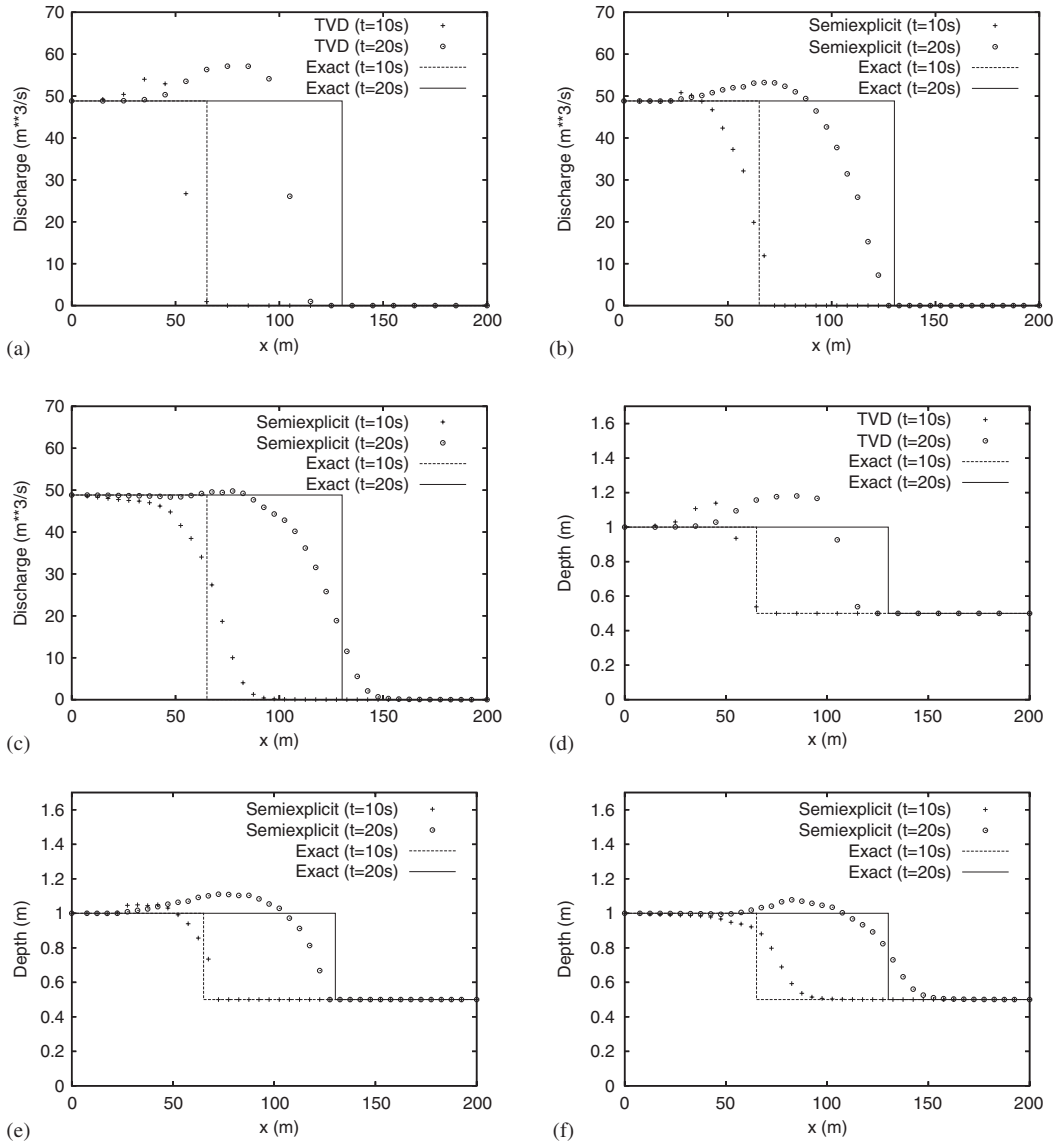 TVD (t=10s)
TVD (t=20s)
Exact (t=10s)
Exact (t=20s)
70
60
50
40
30
20
10
0
Discharge (m**3/s)
0 50 100 150 200
x (m)
(a)
Semiexplicit (t=10s)
Semiexplicit (t=20s)
Exact (t=10s)
Exact (t=20s)
70
60
50
40
30
20
10
0
Discharge (m**3/s)
0 50 100 150 200
x (m)
(b)
Semiexplicit (t=10s)
Semiexplicit (t=20s)
Exact (t=10s)
Exact (t=20s)
70
60
50
40
30
20
10
0
Discharge (m**3/s)
0 50 100 150 200
x (m)
(c)
TVD (t=10s)
TVD (t=20s)
Exact (t=10s)
Exact (t=20s)
1.6
1.4
1.2
1
0.8
0.6
0.4
0.2
0
Depth (m)
0 50 100 150 200
x (m)
(d)
Semiexplicit (t=10s)
Semiexplicit (t=20s)
Exact (t=10s)
Exact (t=20s)
1.6
1.4
1.2
1
0.8
0.6
0.4
0.2
0
Depth (m)
0 50 100 150 200
x (m)
(e)
Semiexplicit (t=10s)
Semiexplicit (t=20s)
Exact (t=10s)
Exact (t=20s)
1.6
1.4
1.2
1
0.8
0.6
0.4
0.2
0
Depth (m)
0 50 100 150 200
x (m)
(f)